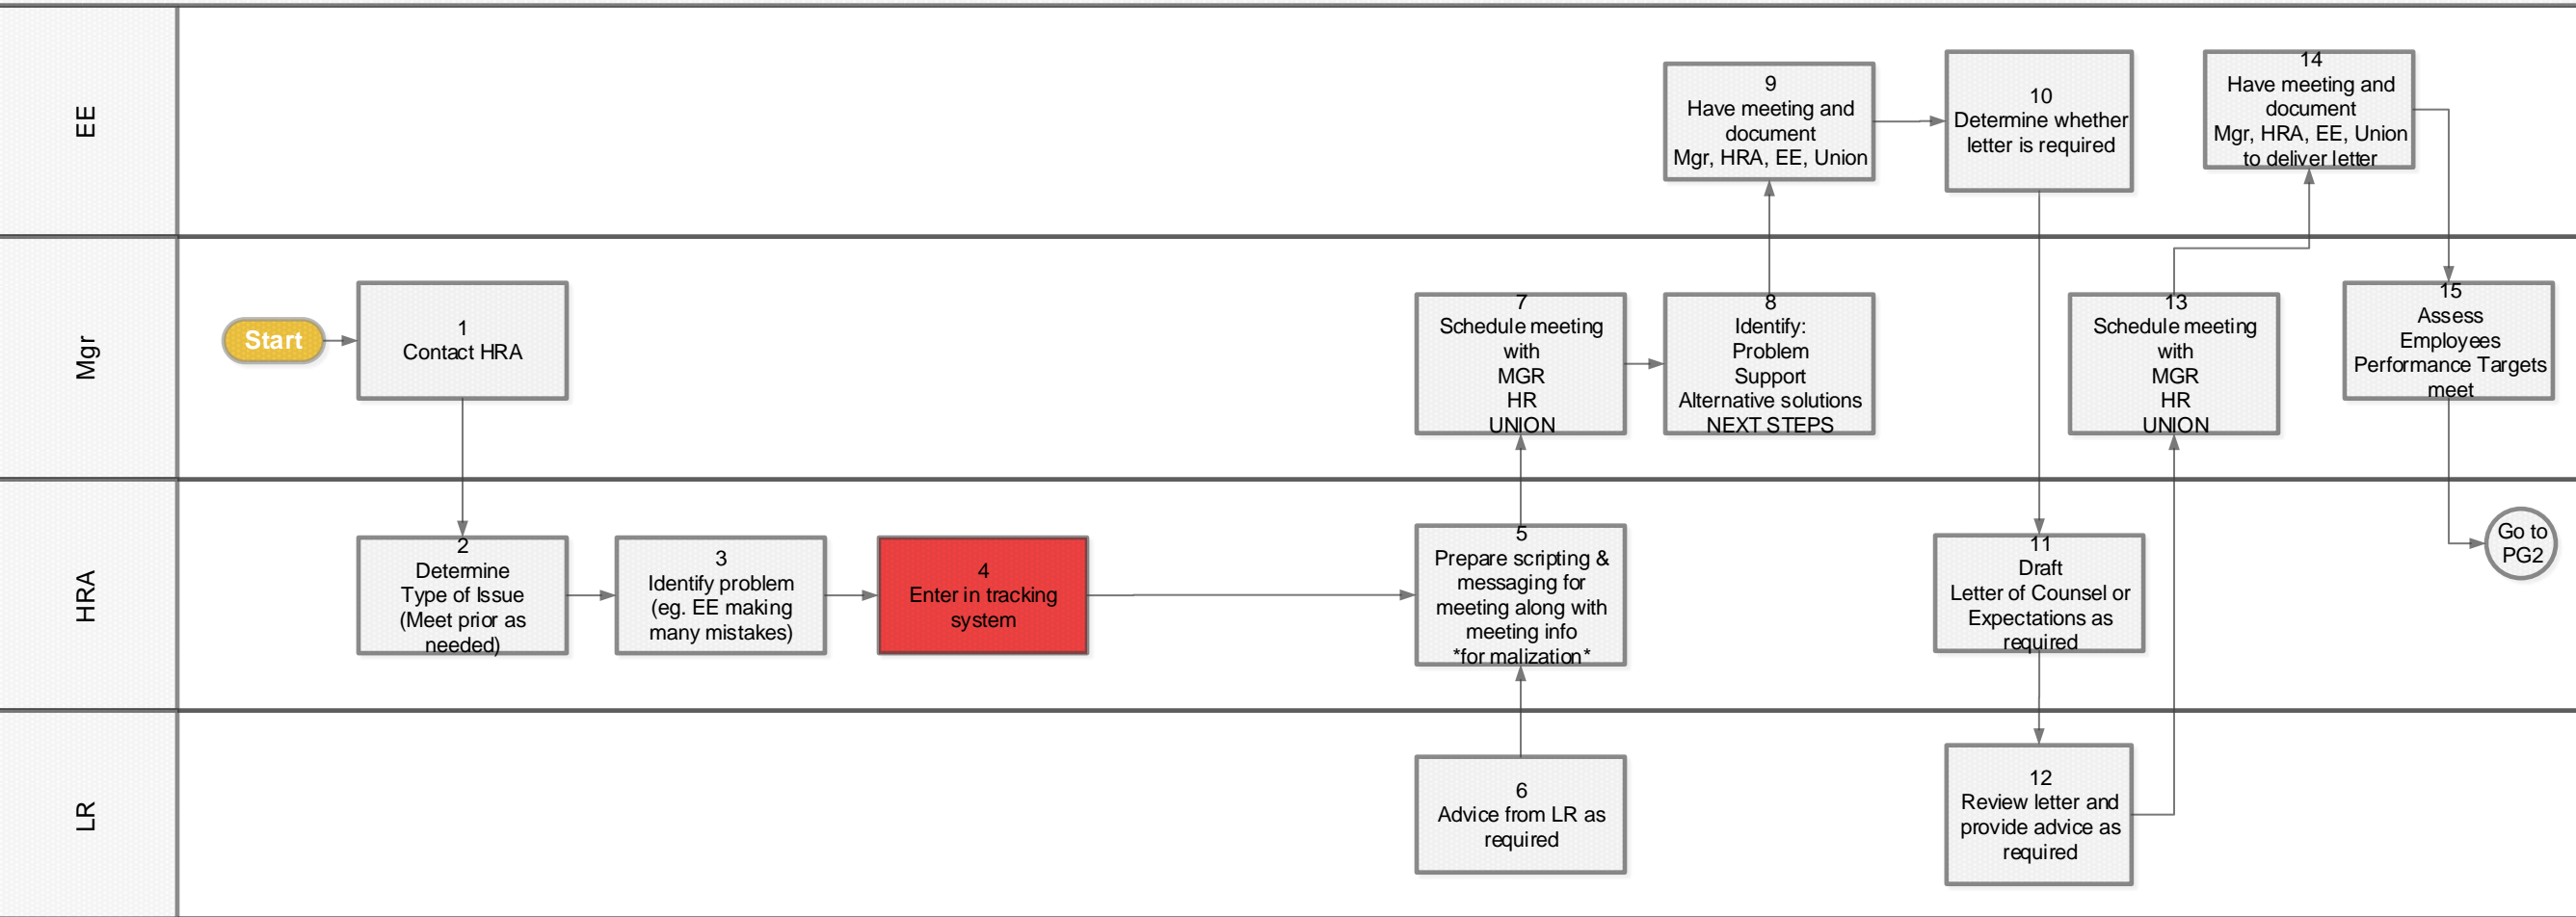 EE
9
Have meeting and
document
Mgr, HRA, EE, Union
10
Determine whether
letter is required
14
Have meeting and
document
Mgr, HRA, EE, Union
to deliver letter
Mgr
Start
1
Contact HRA
7
Schedule meeting
with
MGR
HR
UNION
8
Identify:
Problem
Support
Alternative solutions
NEXT STEPS
13
Schedule meeting
with
MGR
HR
UNION
15
Assess
Employees
Performance Targets
meet
HRA
2
Determine
Type of Issue
(Meet prior as
needed)
3
Identify problem
(eg. EE making
many mistakes)
4
Enter in tracking
system
5
Prepare scripting &
messaging for
meeting along with
meeting info
*for malization*
11
Draft
Letter of Counsel or
Expectations as
required
Go to
PG2
LR
6
Advice from LR as
required
12
Review letter and
provide advice as
required